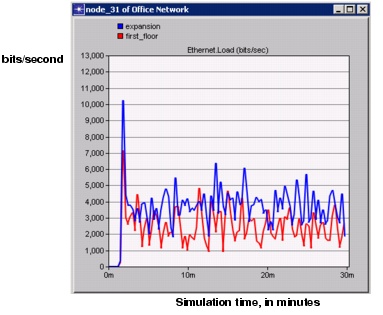 node_31 of Office Network
expansion
first_floor
bits/second
Ethernet.Load (bits/sec)
13,000
12,000
11,000
10,000
9,000
8,000
7,000
6,000
5,000
4,000
3,000
2,000
1,000
0
0m
10m
20m
30m
Simulation time, in minutes